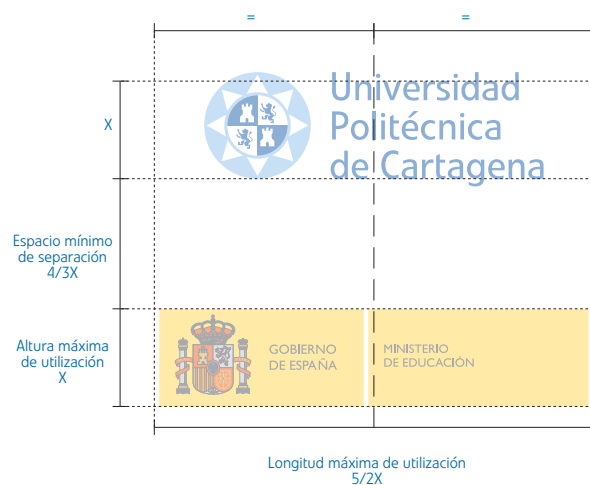 = =
X
Universidad
Politécnica
de Cartagena
Espacio mínimo
de separación
4/3X
Altura máxima
de utilización
X
GOBIERNO
DE ESPAÑA
MINISTERIO
DE EDUCACIÓN
Longitud máxima de utilización
5/2X